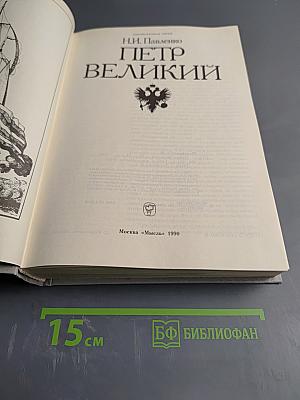 Н.И. Павленко
ПЕТР
ВЕЛИКИЙ
Москва «Мысль» 1990
15 см
БФ БИБЛИОФАН